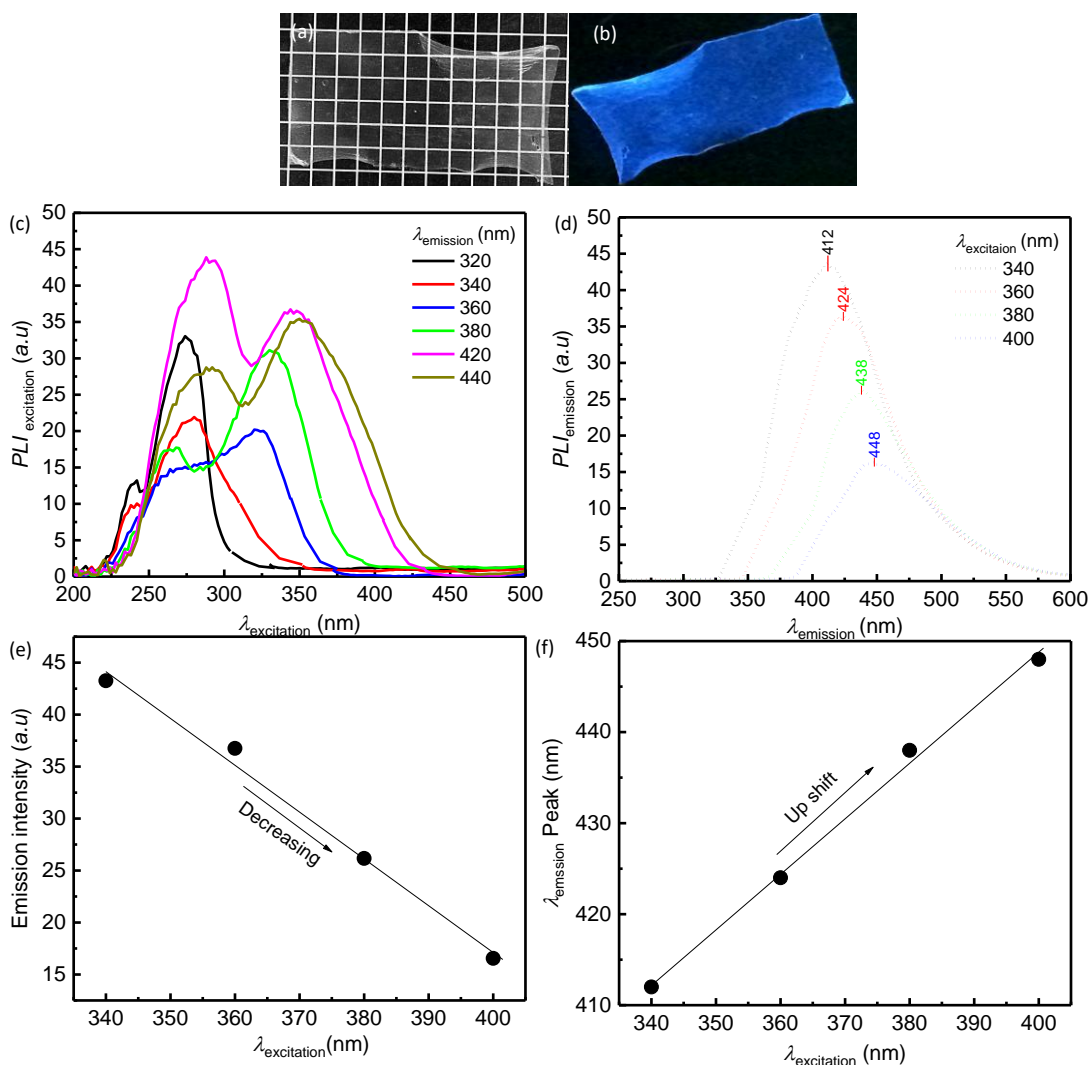 (a)
(b)
(c)
50
45
40
35
30
25
20
15
10
5
0
PLI excitation (a.u)
λemission (nm)
320
340
360
380
420
440
200 250 300 350 400 450 500
λexcitation (nm)
(d)
50
45
40
35
30
25
20
15
10
5
0
PLI emission (a.u)
412
424
438
448
λexcitaion (nm)
340
360
380
400
250 300 350 400 450 500 550 600
λemission (nm)
(e)
45
40
35
30
25
20
15
Emission intensity (a.u)
Decreasing
340 350 360 370 380 390 400
λexcitation(nm)
(f)
450
440
430
420
410
λemssion Peak (nm)
Up shift
340 350 360 370 380 390 400
λexcitation (nm)